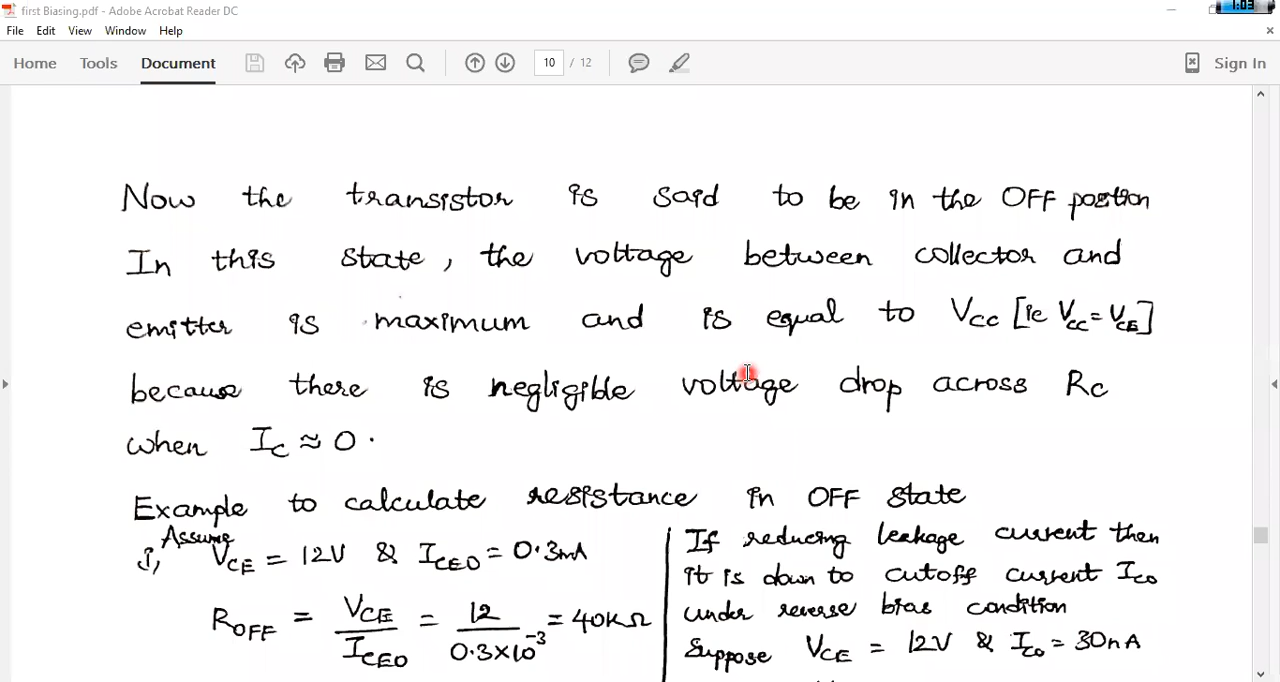 first Biasing.pdf - Adobe Acrobat Reader DC
1:03
File Edit View Window Help
Home Tools Document 10 / 12 Sign In
Now the transistor is said to be in the OFF position
In this state, the voltage between collector and
emitter is maximum and is equal to Vcc [ie Vcc = VCE]
because there is negligible voltage drop across Rc
when Ic ≈ 0.
Example to calculate resistance in OFF state
Assume
1, VCE = 12V & ICEO = 0.3mA
ROFF = VCE / ICEO = 12 / 0.3×10⁻³ = 40KΩ
If reducing leakage current then
it is down to cutoff current Ico
under reverse bias condition
Suppose VCE = 12V & Ico = 30nA